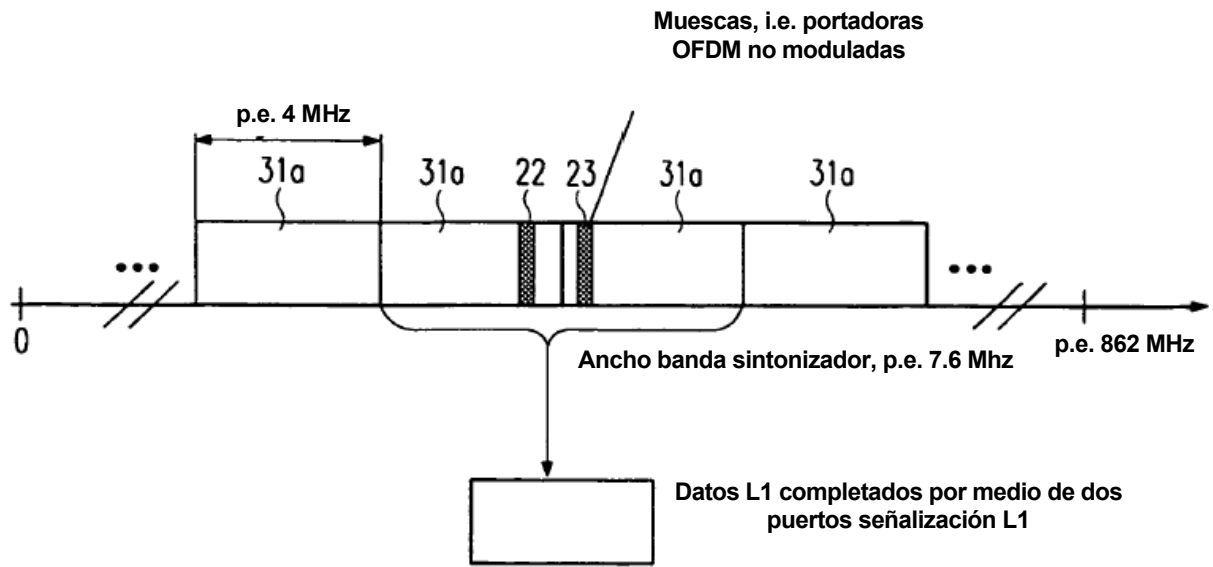 Muescas, i.e. portadoras
OFDM no moduladas
p.e. 4 MHz
31a
31a
22
23
31a
31a
0
Ancho banda sintonizador, p.e. 7.6 Mhz
p.e. 862 MHz
Datos L1 completados por medio de dos
puertos señalización L1